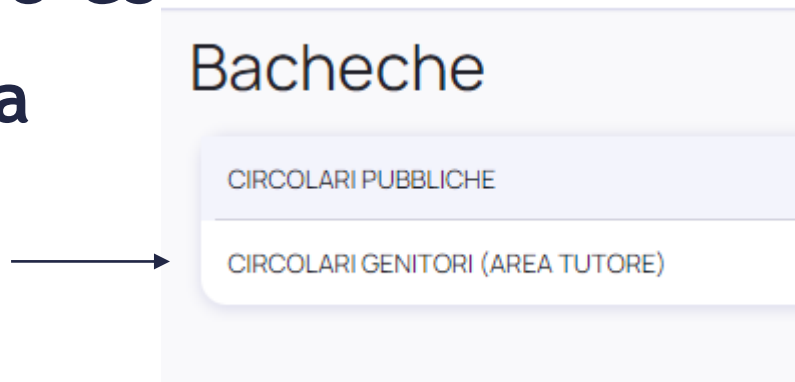 a
Bacheche
CIRCOLARI PUBBLICHE
CIRCOLARI GENITORI (AREA TUTORE)